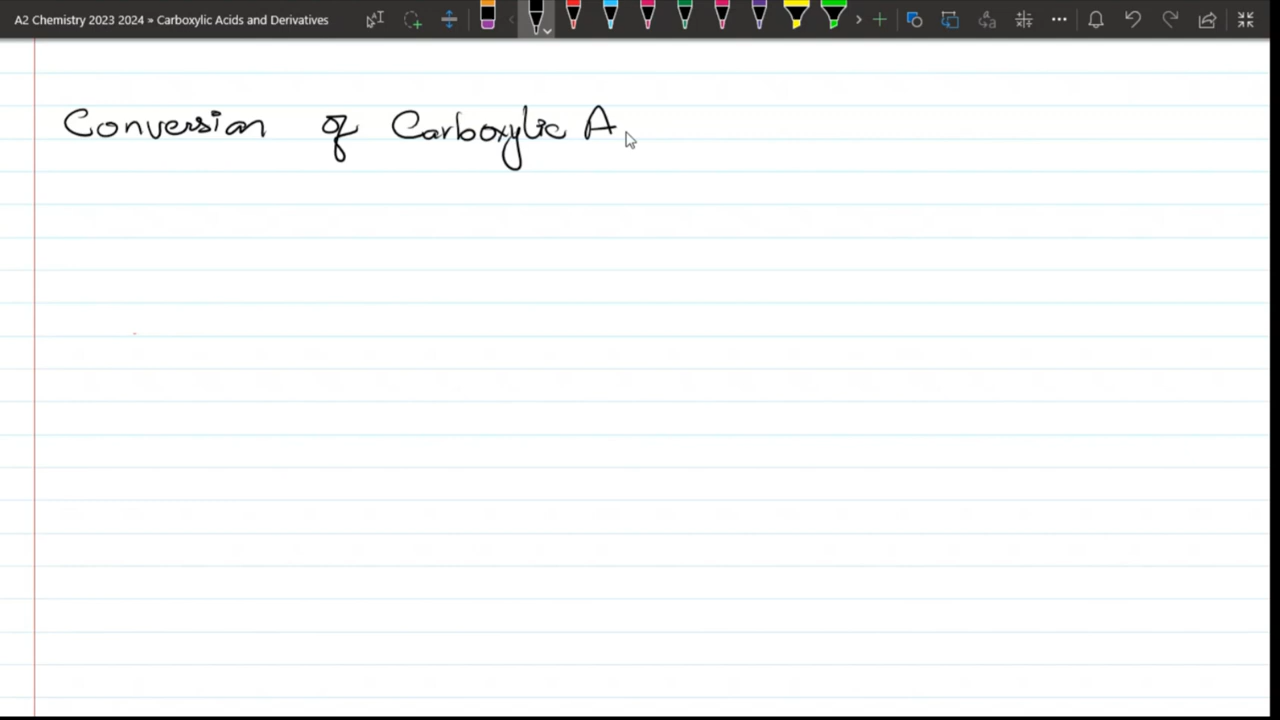 A2 Chemistry 2023 2024 » Carboxylic Acids and Derivatives
Conversion of Carboxylic A